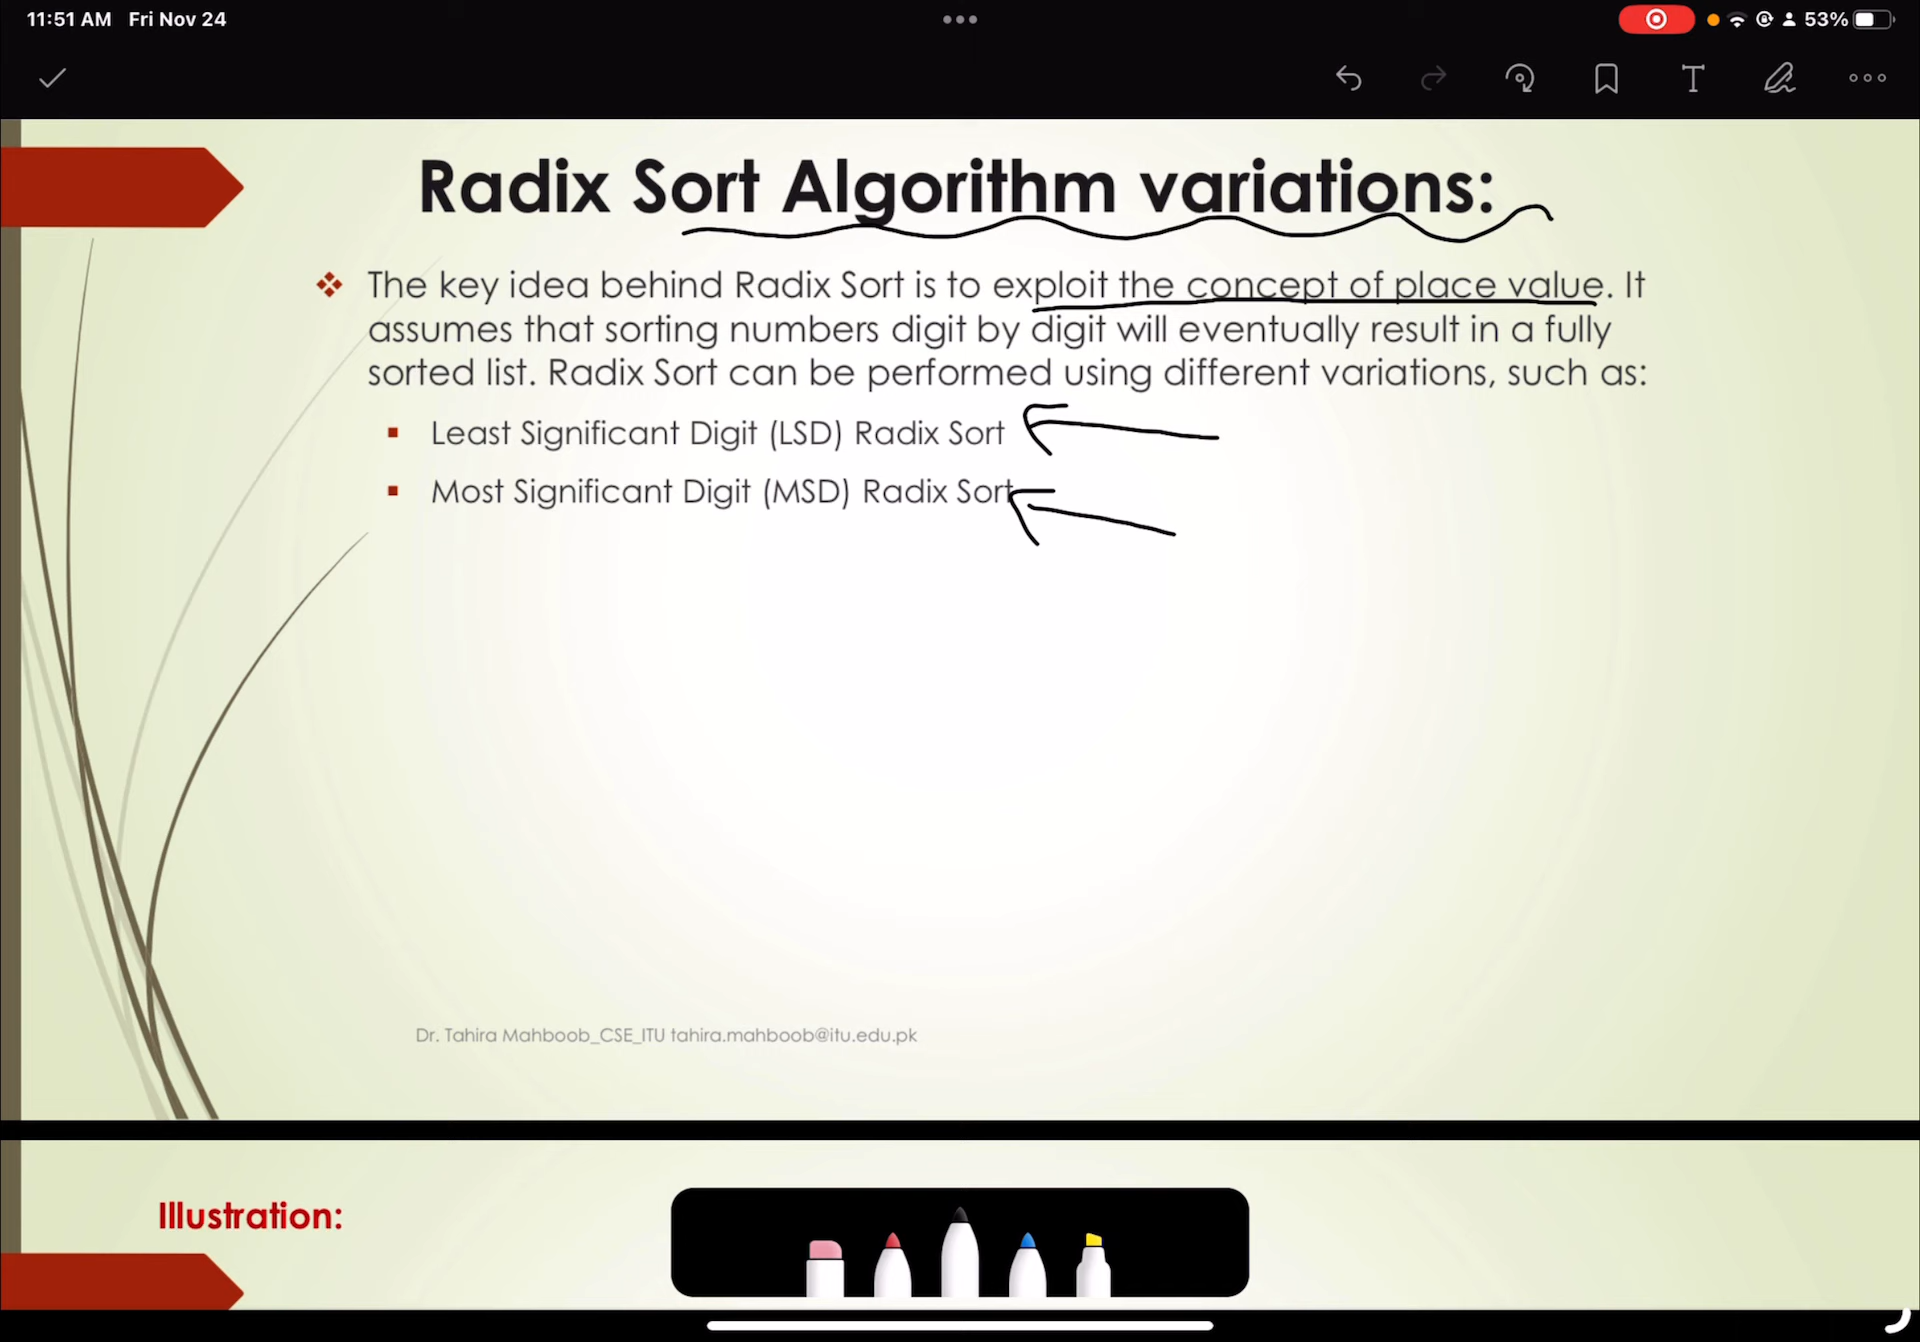 11:51 AM Fri Nov 24
53%
Radix Sort Algorithm variations:
The key idea behind Radix Sort is to exploit the concept of place value. It
assumes that sorting numbers digit by digit will eventually result in a fully
sorted list. Radix Sort can be performed using different variations, such as:
Least Significant Digit (LSD) Radix Sort
Most Significant Digit (MSD) Radix Sort
Dr. Tahira Mahboob_CSE_ITU tahira.mahboob@itu.edu.pk
Illustration: